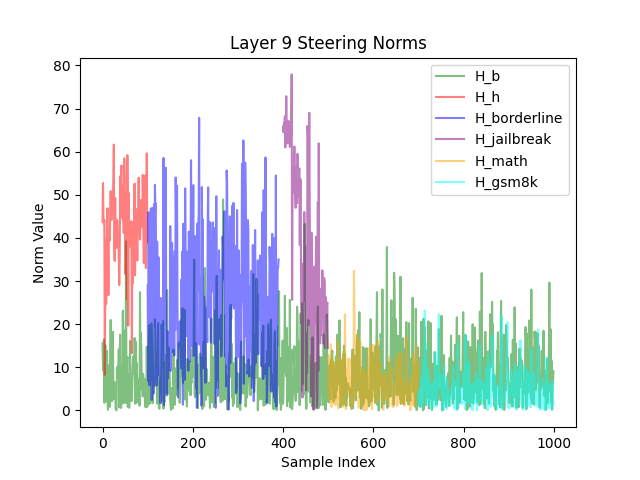 Layer 9 Steering Norms
Norm Value
80
70
60
50
40
30
20
10
0
H_b
H_h
H_borderline
H_jailbreak
H_math
H_gsm8k
0
200
400
600
800
1000
Sample Index